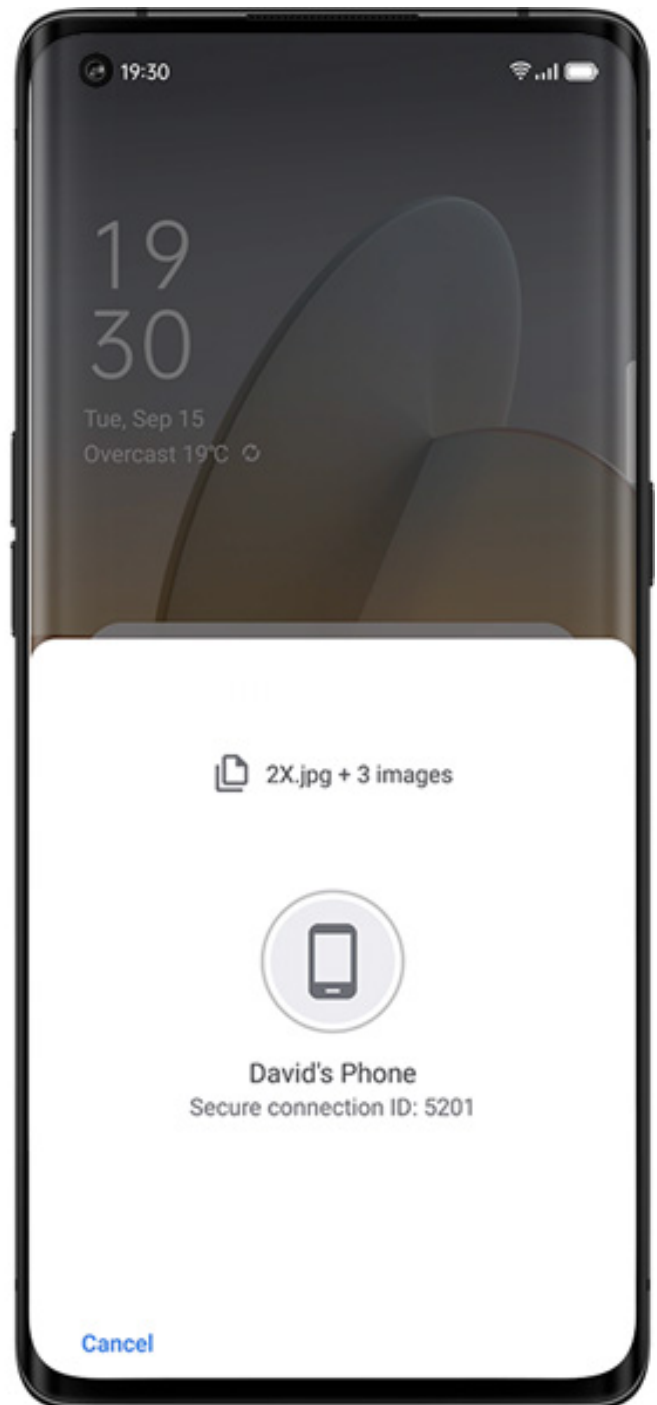 19:30
19
30
Tue, Sep 15
Overcast 19°C
2X.jpg + 3 images
David's Phone
Secure connection ID: 5201
Cancel